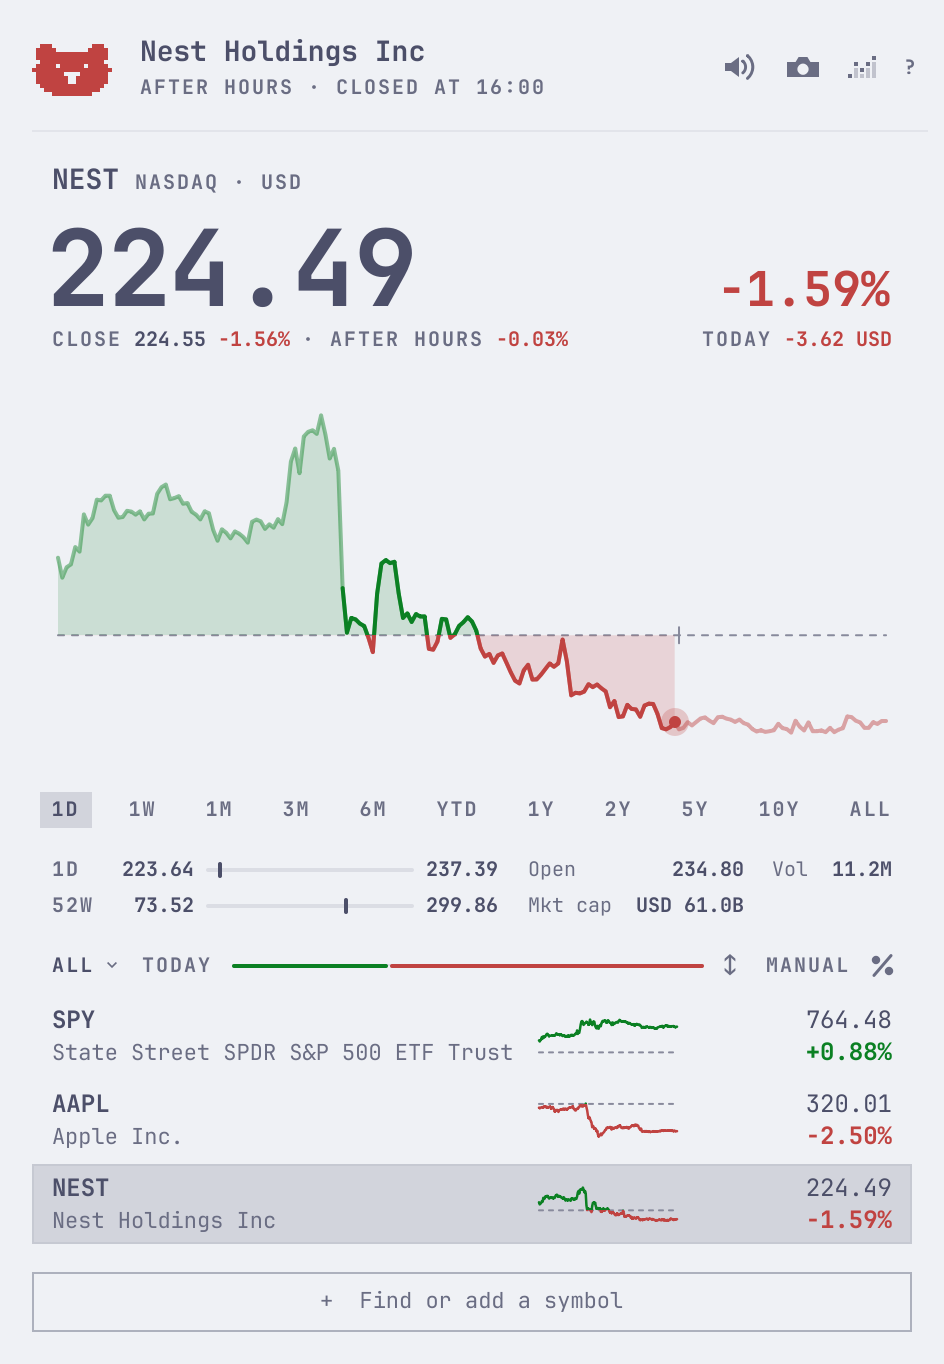 Nest Holdings Inc
AFTER HOURS · CLOSED AT 16:00
?
NEST NASDAQ · USD
224.49
-1.59%
CLOSE 224.55 -1.56% · AFTER HOURS -0.03%
TODAY -3.62 USD
1D 1W 1M 3M 6M YTD 1Y 2Y 5Y 10Y ALL
1D 223.64 237.39 Open 234.80 Vol 11.2M
52W 73.52 299.86 Mkt cap USD 61.0B
ALL TODAY MANUAL %
SPY 764.48
State Street SPDR S&P 500 ETF Trust +0.88%
AAPL 320.01
Apple Inc. -2.50%
NEST 224.49
Nest Holdings Inc -1.59%
+ Find or add a symbol